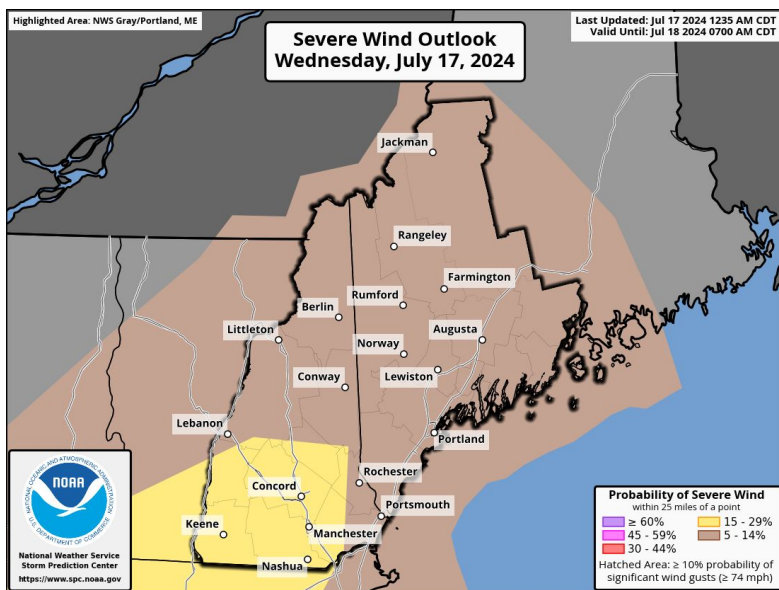 Highlighted Area: NWS Gray/Portland, ME
Last Updated: Jul 17 2024 1235 AM CDT
Valid Until: Jul 18 2024 0700 AM CDT
Severe Wind Outlook
Wednesday, July 17, 2024
Jackman
Rangeley
Farmington
Rumford
Berlin
Littleton
Augusta
Norway
Lewiston
Conway
Lebanon
Portland
Rochester
Concord
Portsmouth
Keene
Manchester
Nashua
NATIONAL OCEANIC AND ATMOSPHERIC ADMINISTRATION
NOAA
U.S. DEPARTMENT OF COMMERCE
National Weather Service
Storm Prediction Center
https://www.spc.noaa.gov
Probability of Severe Wind
within 25 miles of a point
≥ 60%
15 - 29%
45 - 59%
5 - 14%
30 - 44%
Hatched Area: ≥ 10% probability of
significant wind gusts (≥ 74 mph)